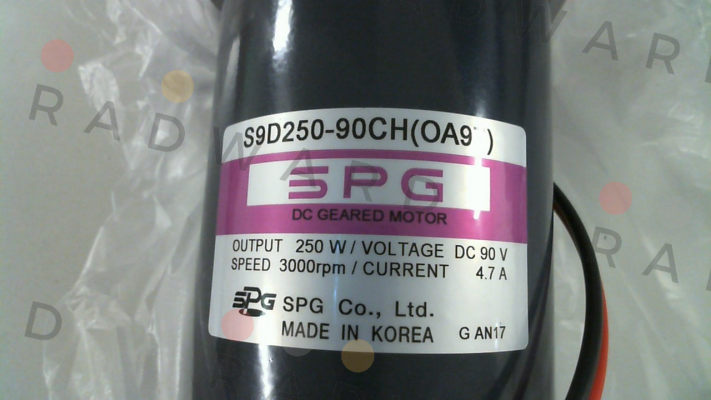 S9D250-90CH(OA9
SPG
DC GEARED MOTOR
OUTPUT 250 W / VOLTAGE DC 90 V
SPEED 3000rpm / CURRENT 4.7 A
SPG SPG Co., Ltd.
MADE IN KOREA G AN17
RADWARD